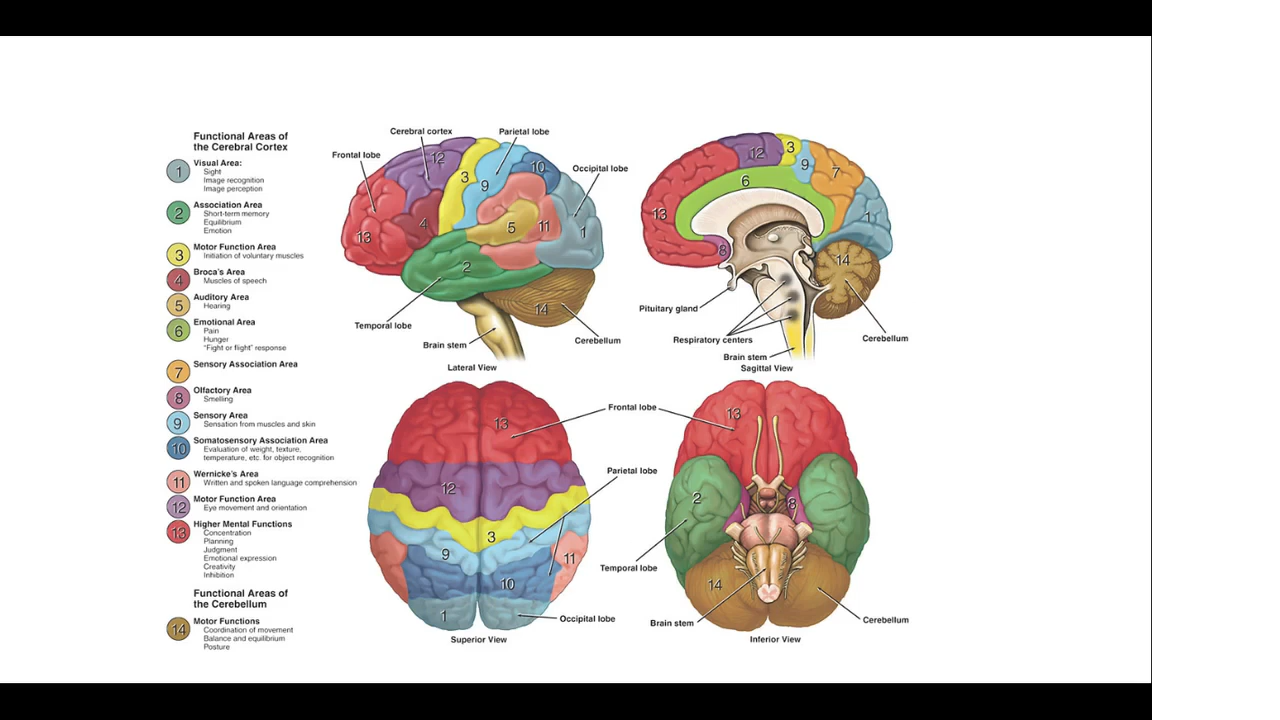 Functional Areas of
the Cerebral Cortex
1
Visual Area:
Sight
Image recognition
Image perception
2
Association Area
Short-term memory
Equilibrium
Emotion
3
Motor Function Area
Initiation of voluntary muscles
4
Broca's Area
Muscles of speech
5
Auditory Area
Hearing
6
Emotional Area
Pain
Hunger
"Fight or flight" response
7
Sensory Association Area
8
Olfactory Area
Smelling
9
Sensory Area
Sensation from muscles and skin
10
Somatosensory Association Area
Evaluation of weight, texture,
temperature, etc. for object recognition
11
Wernicke's Area
Written and spoken language comprehension
12
Motor Function Area
Eye movement and orientation
13
Higher Mental Functions
Concentration
Planning
Judgment
Emotional expression
Creativity
Inhibition
Functional Areas of
the Cerebellum
14
Motor Functions
Coordination of movement
Balance and equilibrium
Posture
Cerebral cortex
Parietal lobe
Frontal lobe
Occipital lobe
12
3
9
10
13
4
5
11
1
2
14
Temporal lobe
Brain stem
Cerebellum
Lateral View
12
3
9
7
6
13
1
8
14
Pituitary gland
Respiratory centers
Cerebellum
Brain stem
Sagittal View
Frontal lobe
13
Parietal lobe
12
3
9
11
10
Temporal lobe
1
Occipital lobe
Superior View
13
2
8
14
Brain stem
Cerebellum
Inferior View